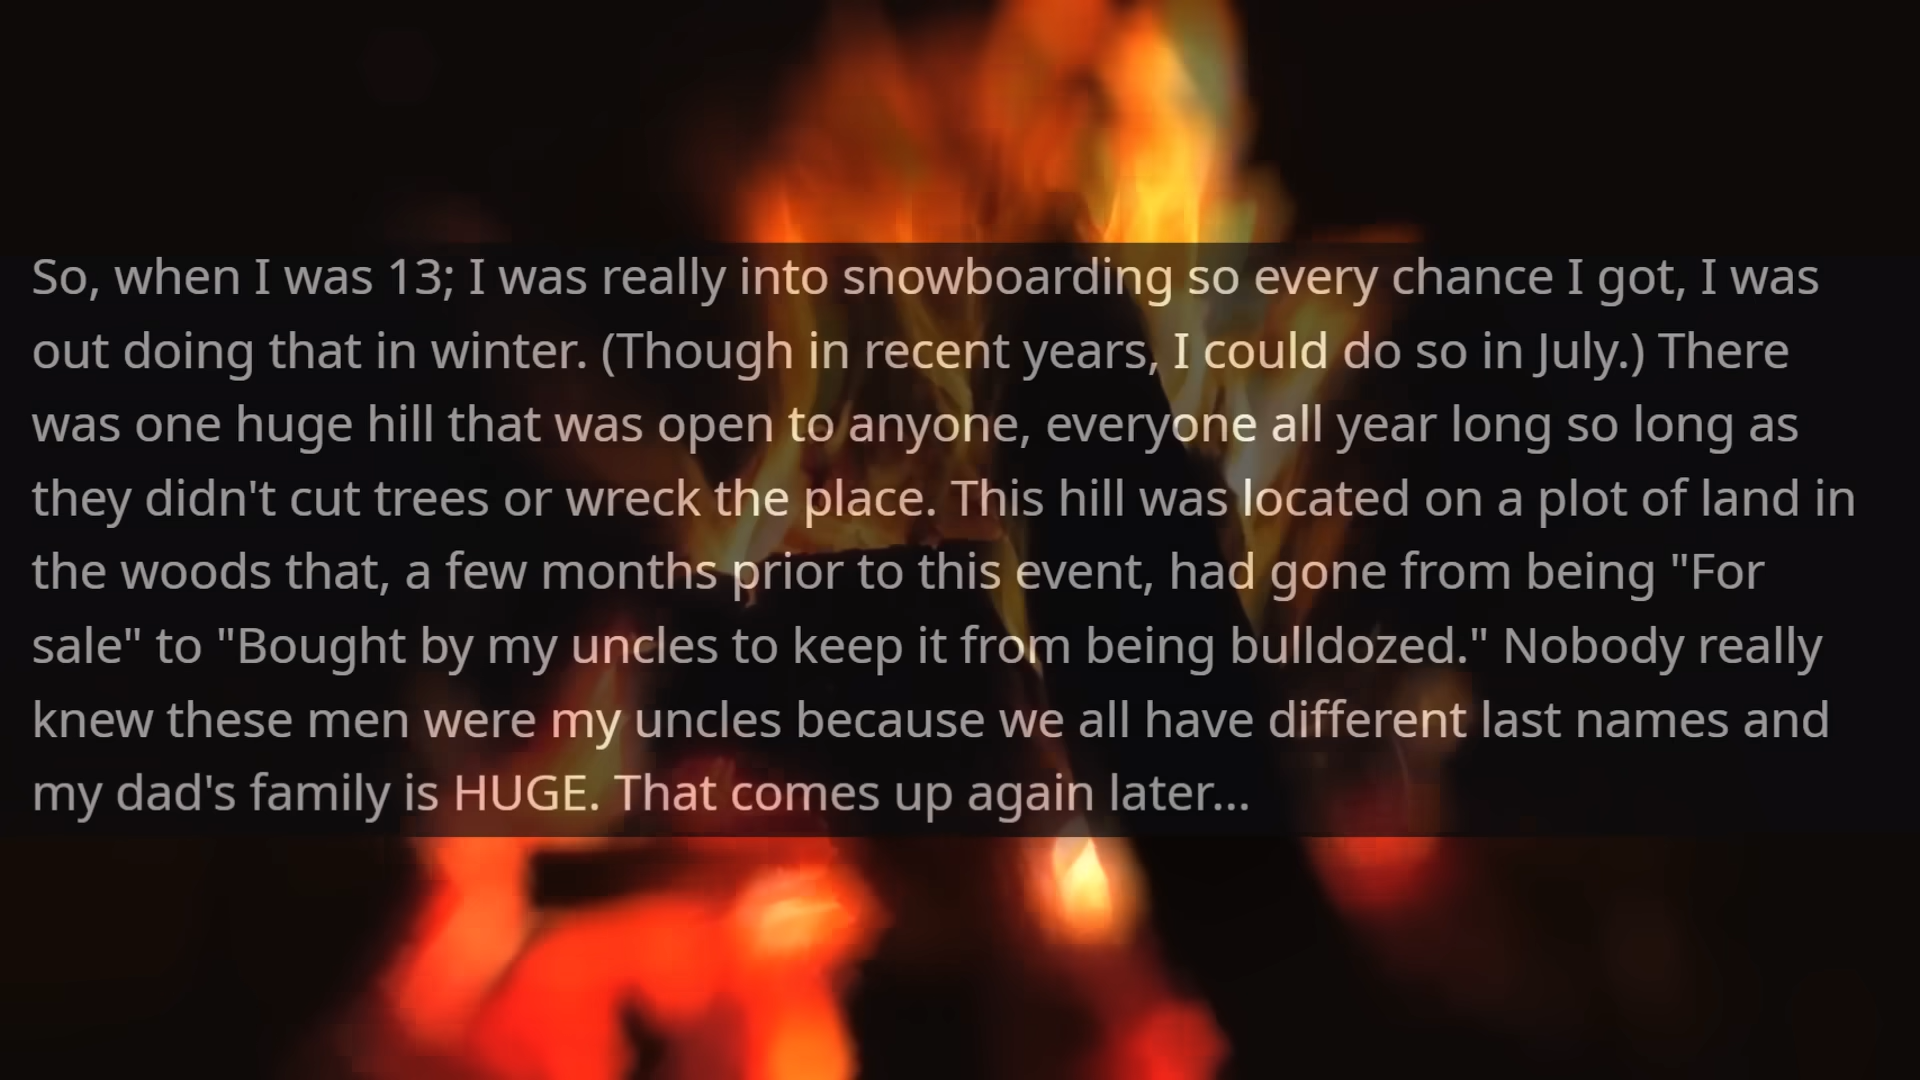 So, when I was 13; I was really into snowboarding so every chance I got, I was
out doing that in winter. (Though in recent years, I could do so in July.) There
was one huge hill that was open to anyone, everyone all year long so long as
they didn't cut trees or wreck the place. This hill was located on a plot of land in
the woods that, a few months prior to this event, had gone from being "For
sale" to "Bought by my uncles to keep it from being bulldozed." Nobody really
knew these men were my uncles because we all have different last names and
my dad's family is HUGE. That comes up again later...